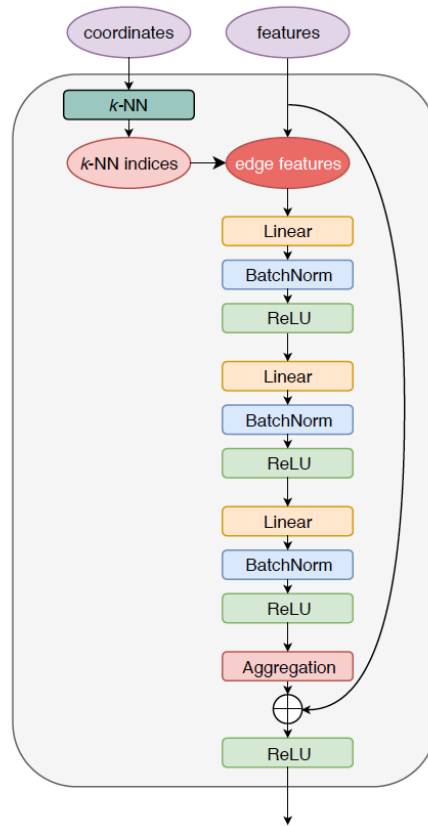 coordinates
features
k-NN
k-NN indices
edge features
Linear
BatchNorm
ReLU
Linear
BatchNorm
ReLU
Linear
BatchNorm
ReLU
Aggregation
ReLU